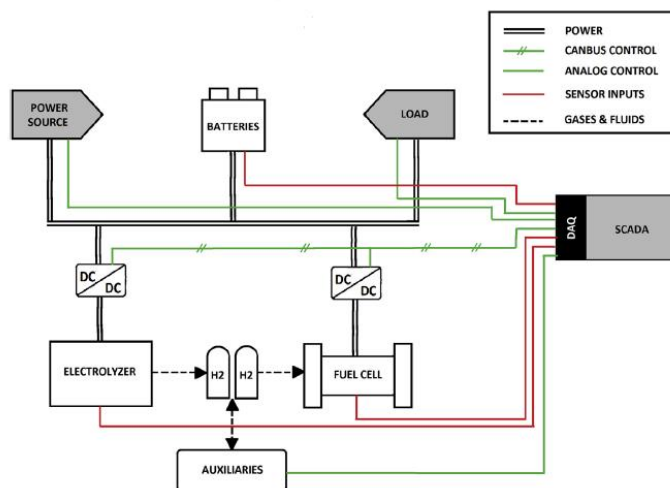 POWER
CANBUS CONTROL
ANALOG CONTROL
SENSOR INPUTS
GASES & FLUIDS
POWER
SOURCE
BATTERIES
LOAD
DAQ
SCADA
DC
DC
DC
DC
ELECTROLYZER
H2
H2
FUEL CELL
AUXILIARIES